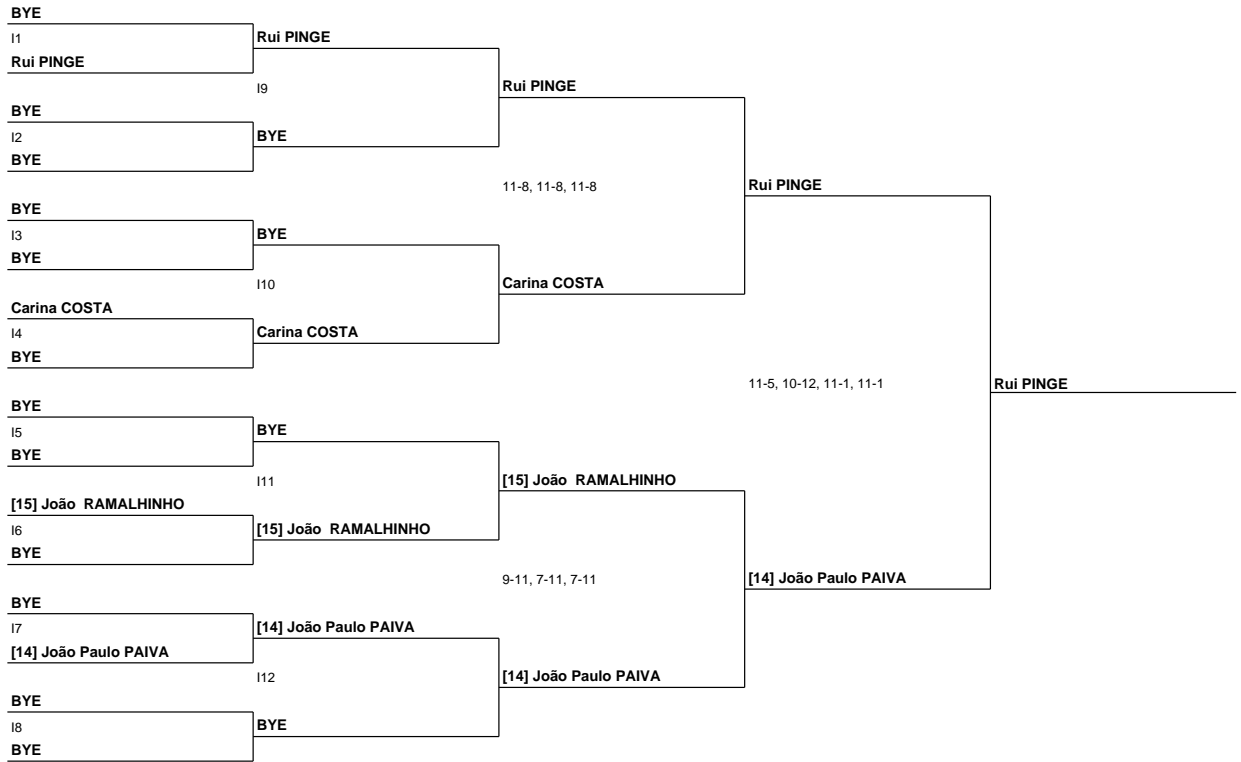 BYE
I1
Rui PINGE
Rui PINGE
I9
Rui PINGE
BYE
I2
BYE
BYE
11-8, 11-8, 11-8
Rui PINGE
BYE
I3
BYE
BYE
I10
Carina COSTA
Carina COSTA
I4
Carina COSTA
BYE
11-5, 10-12, 11-1, 11-1
Rui PINGE
BYE
I5
BYE
BYE
I11
[15] João  RAMALHINHO
[15] João  RAMALHINHO
I6
[15] João  RAMALHINHO
BYE
9-11, 7-11, 7-11
[14] João Paulo PAIVA
BYE
I7
[14] João Paulo PAIVA
[14] João Paulo PAIVA
I12
[14] João Paulo PAIVA
BYE
I8
BYE
BYE